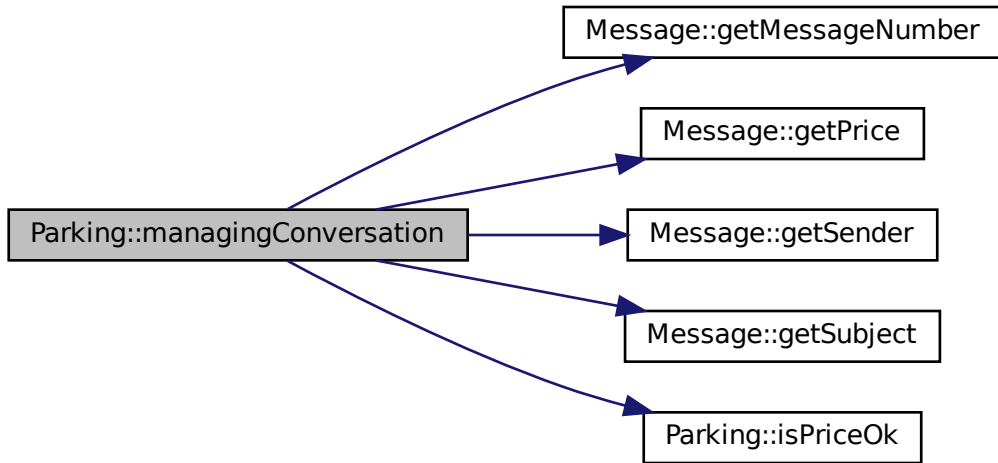 Message::getMessageNumber
Message::getPrice
Parking::managingConversation
Message::getSender
Message::getSubject
Parking::isPriceOk